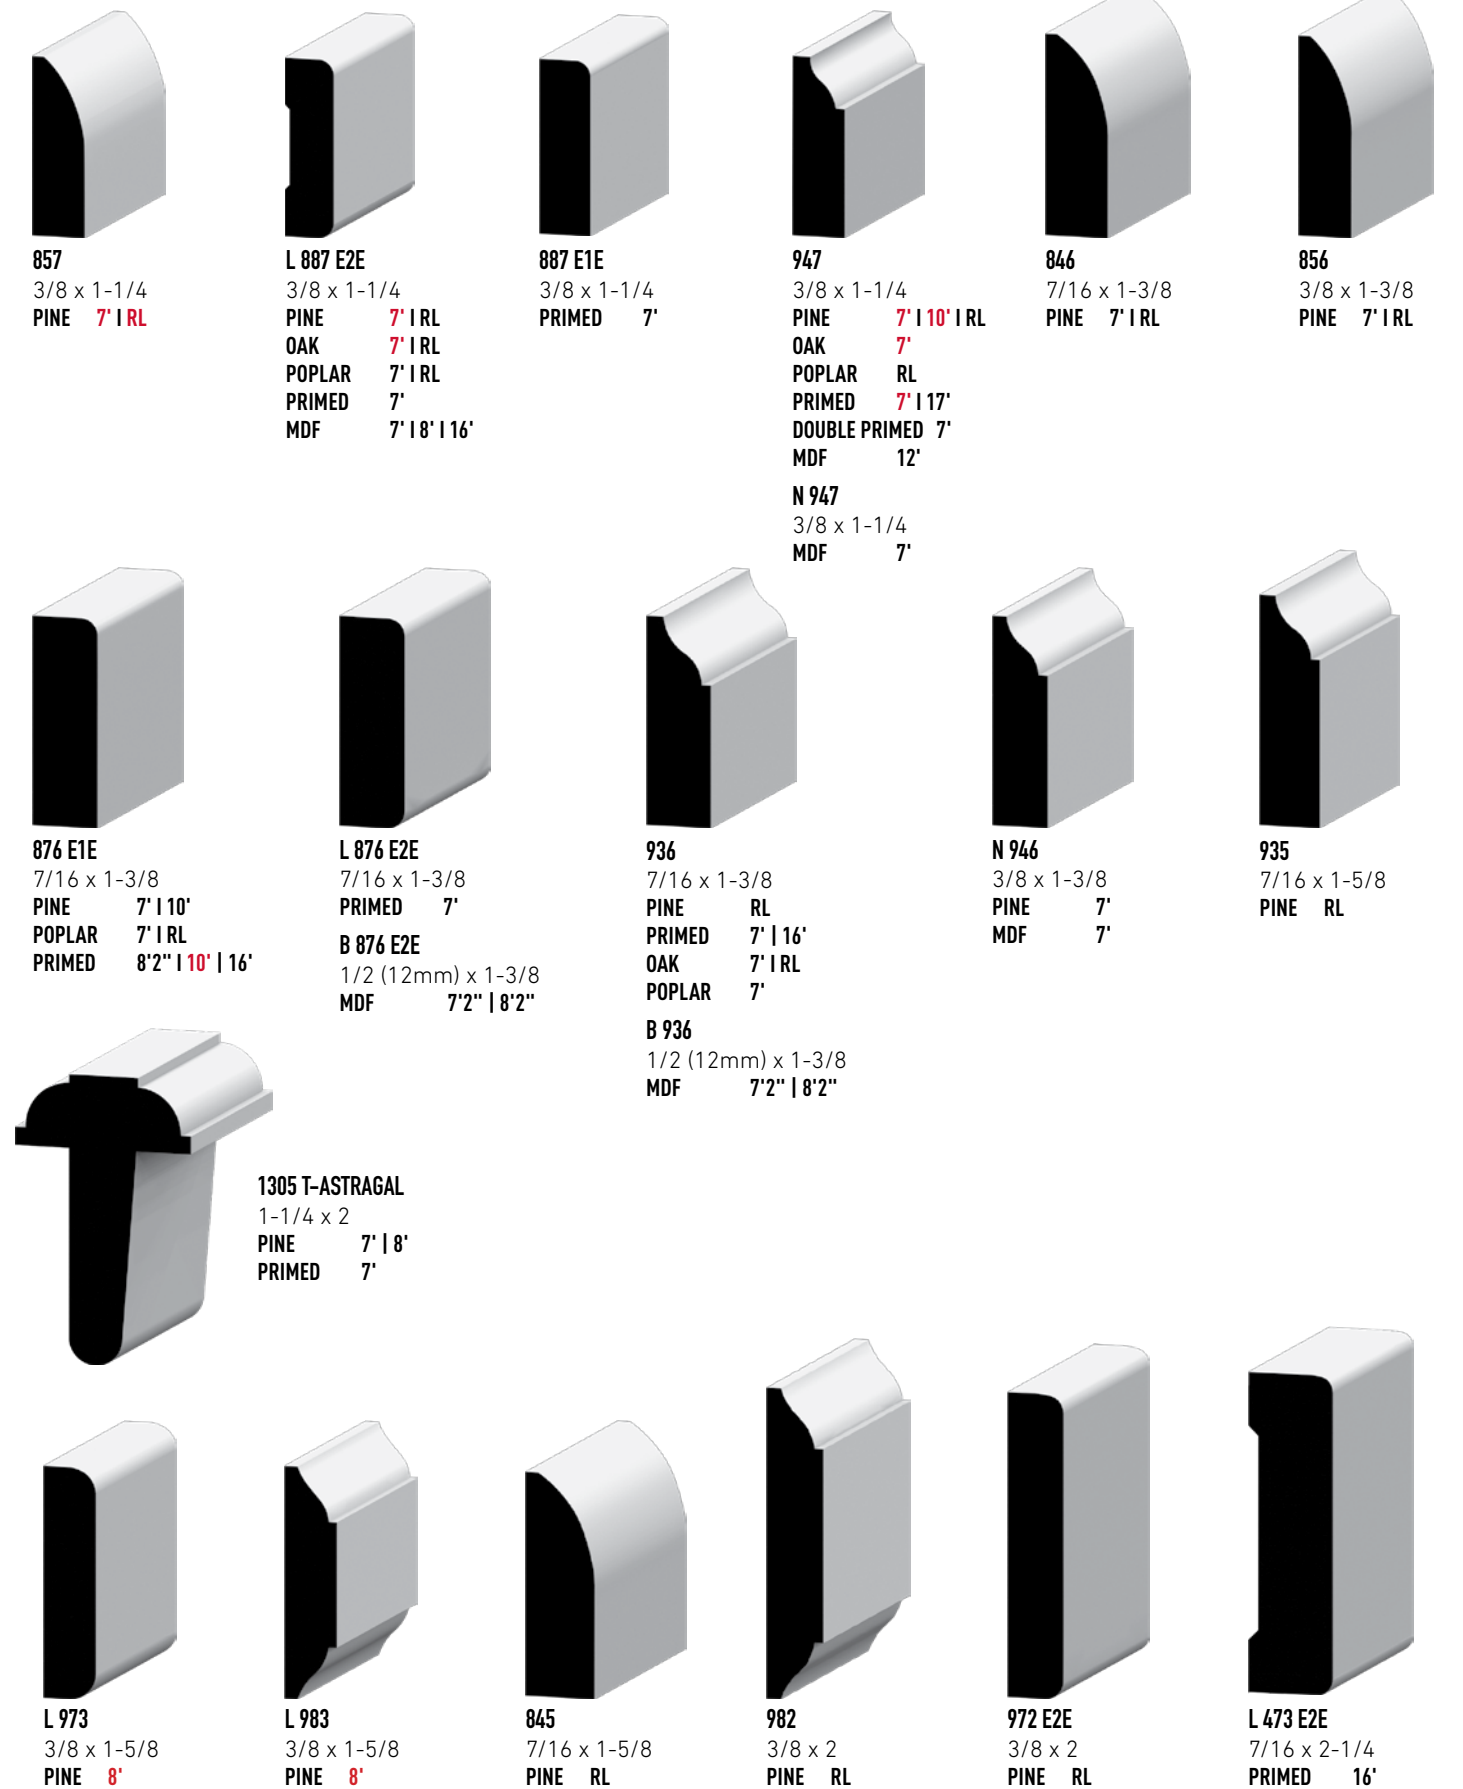 857
3/8 x 1-1/4
PINE 7' I RL
L 887 E2E
3/8 x 1-1/4
PINE 7' I RL
OAK 7' I RL
POPLAR 7' I RL
PRIMED 7'
MDF 7' I 8' I 16'
887 E1E
3/8 x 1-1/4
PRIMED 7'
947
3/8 x 1-1/4
PINE 7' I 10' I RL
OAK 7'
POPLAR RL
PRIMED 7' I 17'
DOUBLE PRIMED 7'
MDF 12'
N 947
3/8 x 1-1/4
MDF 7'
846
7/16 x 1-3/8
PINE 7' I RL
856
3/8 x 1-3/8
PINE 7' I RL
876 E1E
7/16 x 1-3/8
PINE 7' I 10'
POPLAR 7' I RL
PRIMED 8'2" I 10' | 16'
L 876 E2E
7/16 x 1-3/8
PRIMED 7'
B 876 E2E
1/2 (12mm) x 1-3/8
MDF 7'2" | 8'2"
936
7/16 x 1-3/8
PINE RL
PRIMED 7' | 16'
OAK 7' I RL
POPLAR 7'
B 936
1/2 (12mm) x 1-3/8
MDF 7'2" | 8'2"
N 946
3/8 x 1-3/8
PINE 7'
MDF 7'
935
7/16 x 1-5/8
PINE RL
1305 T-ASTRAGAL
1-1/4 x 2
PINE 7' | 8'
PRIMED 7'
L 973
3/8 x 1-5/8
PINE 8'
L 983
3/8 x 1-5/8
PINE 8'
845
7/16 x 1-5/8
PINE RL
982
3/8 x 2
PINE RL
972 E2E
3/8 x 2
PINE RL
L 473 E2E
7/16 x 2-1/4
PRIMED 16'